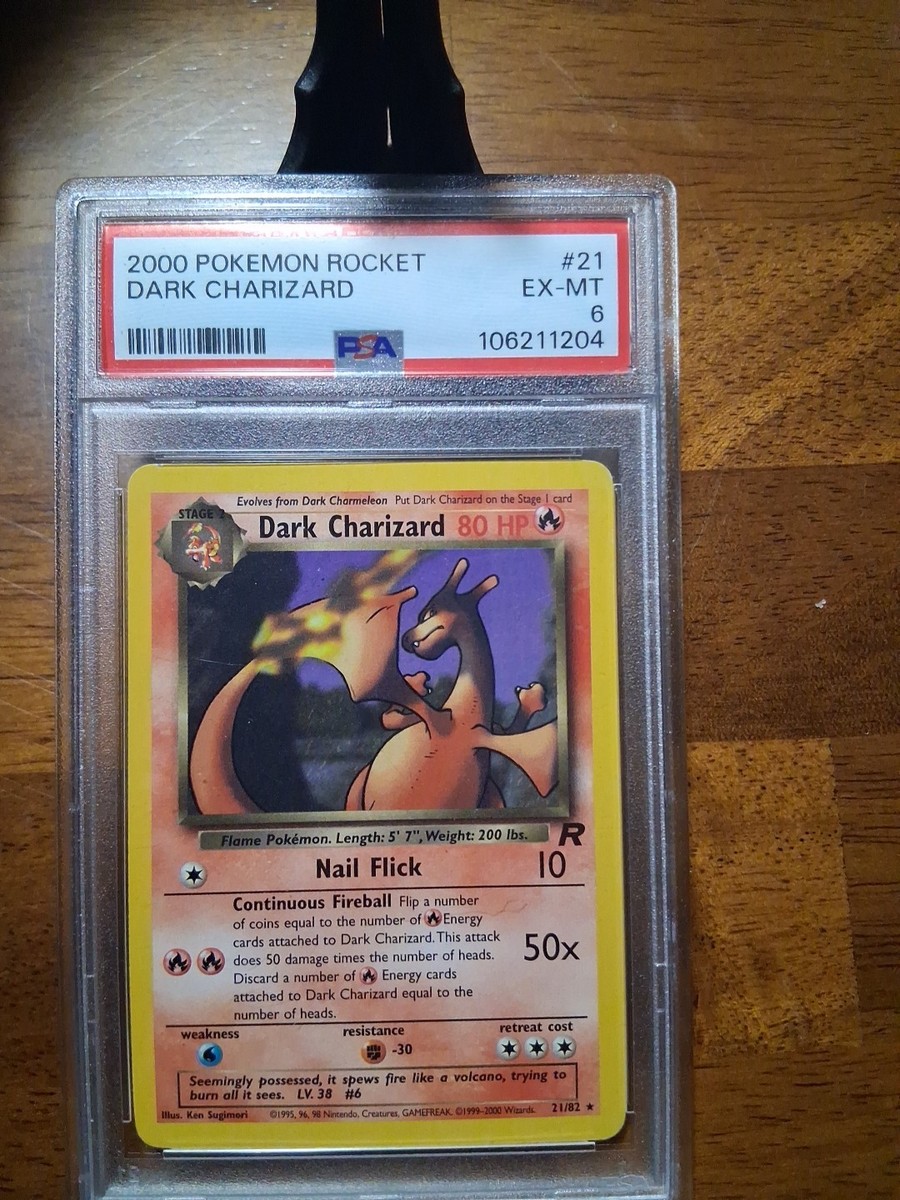 2000 POKEMON ROCKET #21
DARK CHARIZARD EX-MT
6
PSA 106211204
Evolves from Dark Charmeleon Put Dark Charizard on the Stage 1 card
STAGE 2
Dark Charizard 80 HP
Flame Pokémon. Length: 5' 7", Weight: 200 lbs.
R
Nail Flick 10
Continuous Fireball Flip a number
of coins equal to the number of Energy
cards attached to Dark Charizard. This attack
does 50 damage times the number of heads.
Discard a number of Energy cards
attached to Dark Charizard equal to the
number of heads.
50x
weakness resistance retreat cost
-30
Seemingly possessed, it spews fire like a volcano, trying to
burn all it sees. LV. 38 #6
Illus. Ken Sugimori ©1995, 96, 98 Nintendo, Creatures, GAMEFREAK. ©1999-2000 Wizards. 21/82 ★